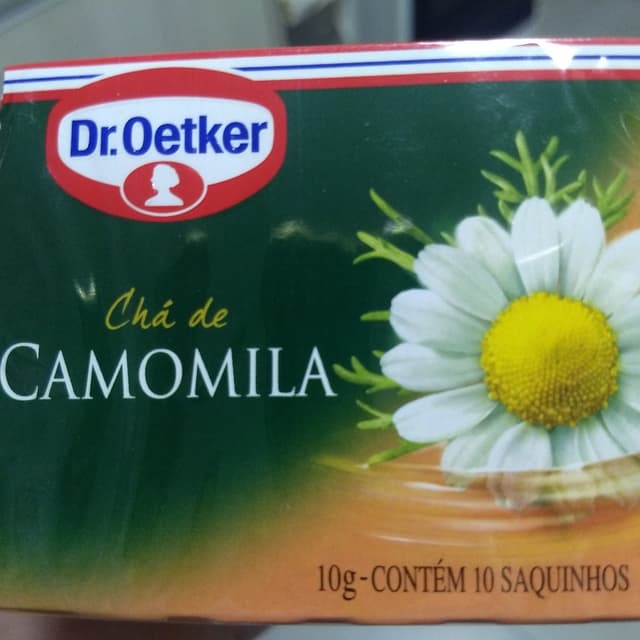 Dr.Oetker
Chá de
CAMOMILA
10g-CONTÉM 10 SAQUINHOS